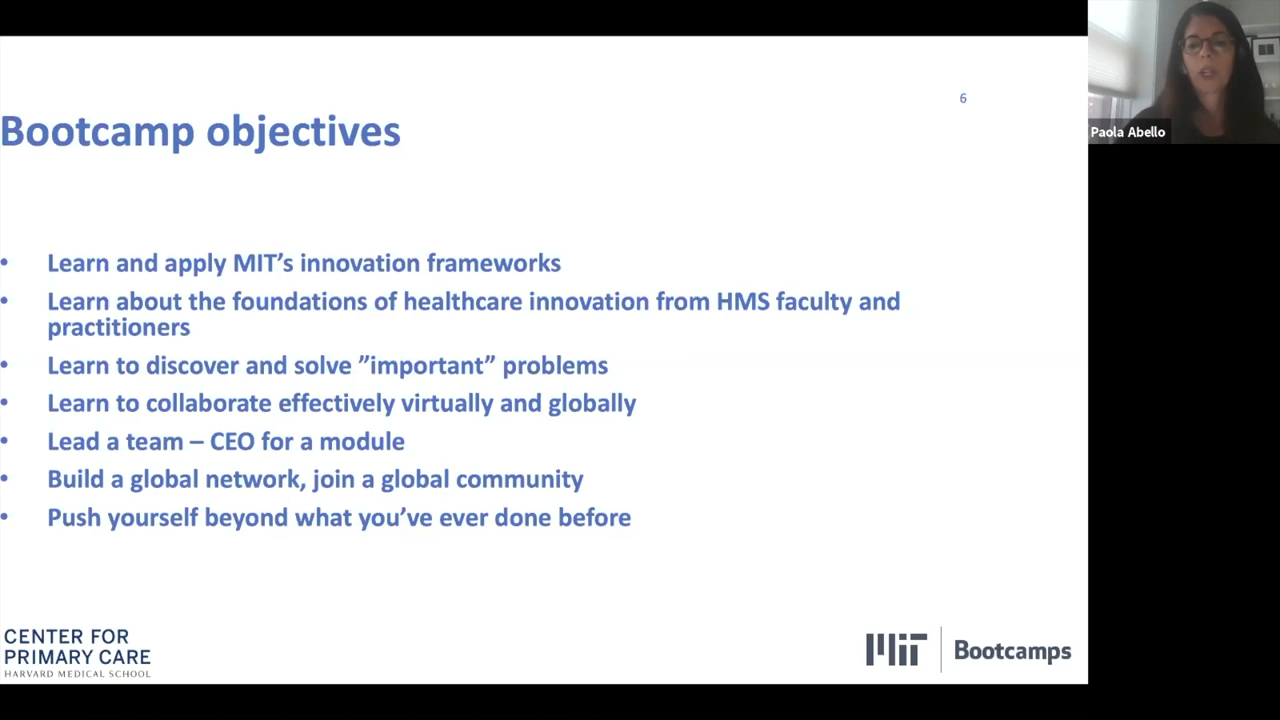 6
Bootcamp objectives
• Learn and apply MIT’s innovation frameworks
• Learn about the foundations of healthcare innovation from HMS faculty and
practitioners
• Learn to discover and solve ”important” problems
• Learn to collaborate effectively virtually and globally
• Lead a team – CEO for a module
• Build a global network, join a global community
• Push yourself beyond what you’ve ever done before
CENTER FOR
PRIMARY CARE
HARVARD MEDICAL SCHOOL
MIT Bootcamps
Paola Abello